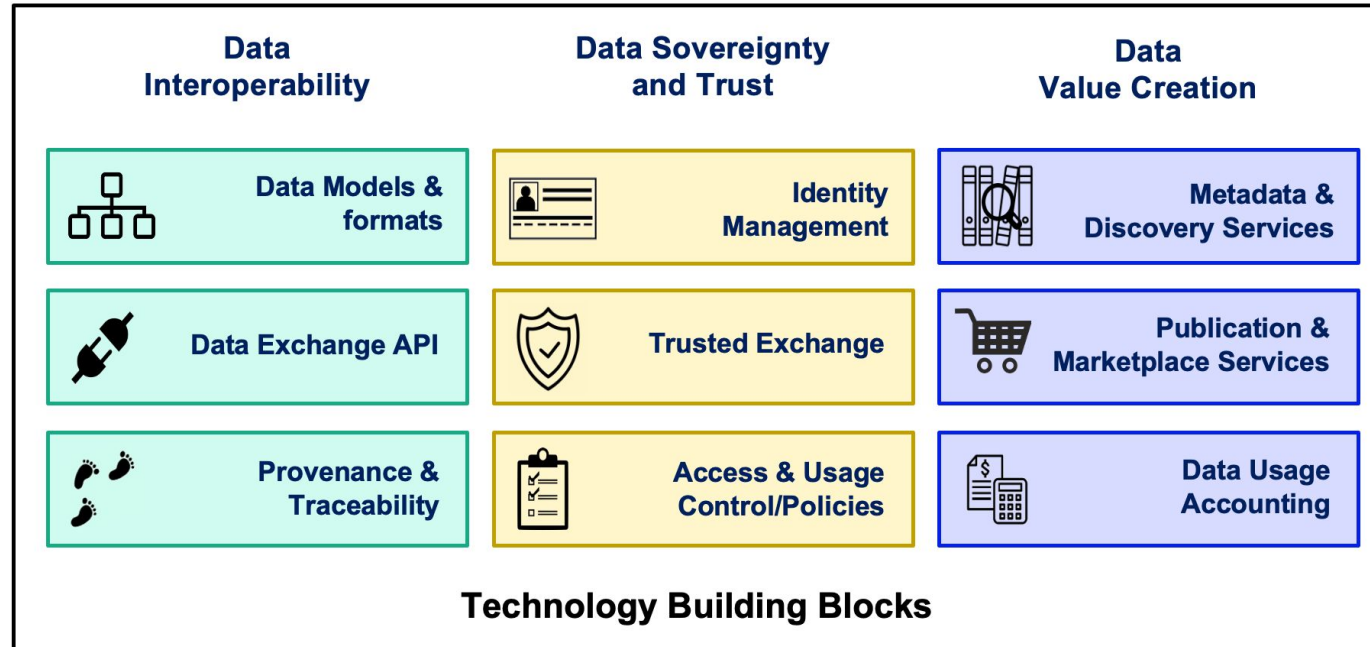 Data
Interoperability
Data Sovereignty
and Trust
Data
Value Creation
Data Models &
formats
Identity
Management
Metadata &
Discovery Services
Data Exchange API
Trusted Exchange
Publication &
Marketplace Services
Provenance &
Traceability
Access & Usage
Control/Policies
$
Data Usage
Accounting
Technology Building Blocks